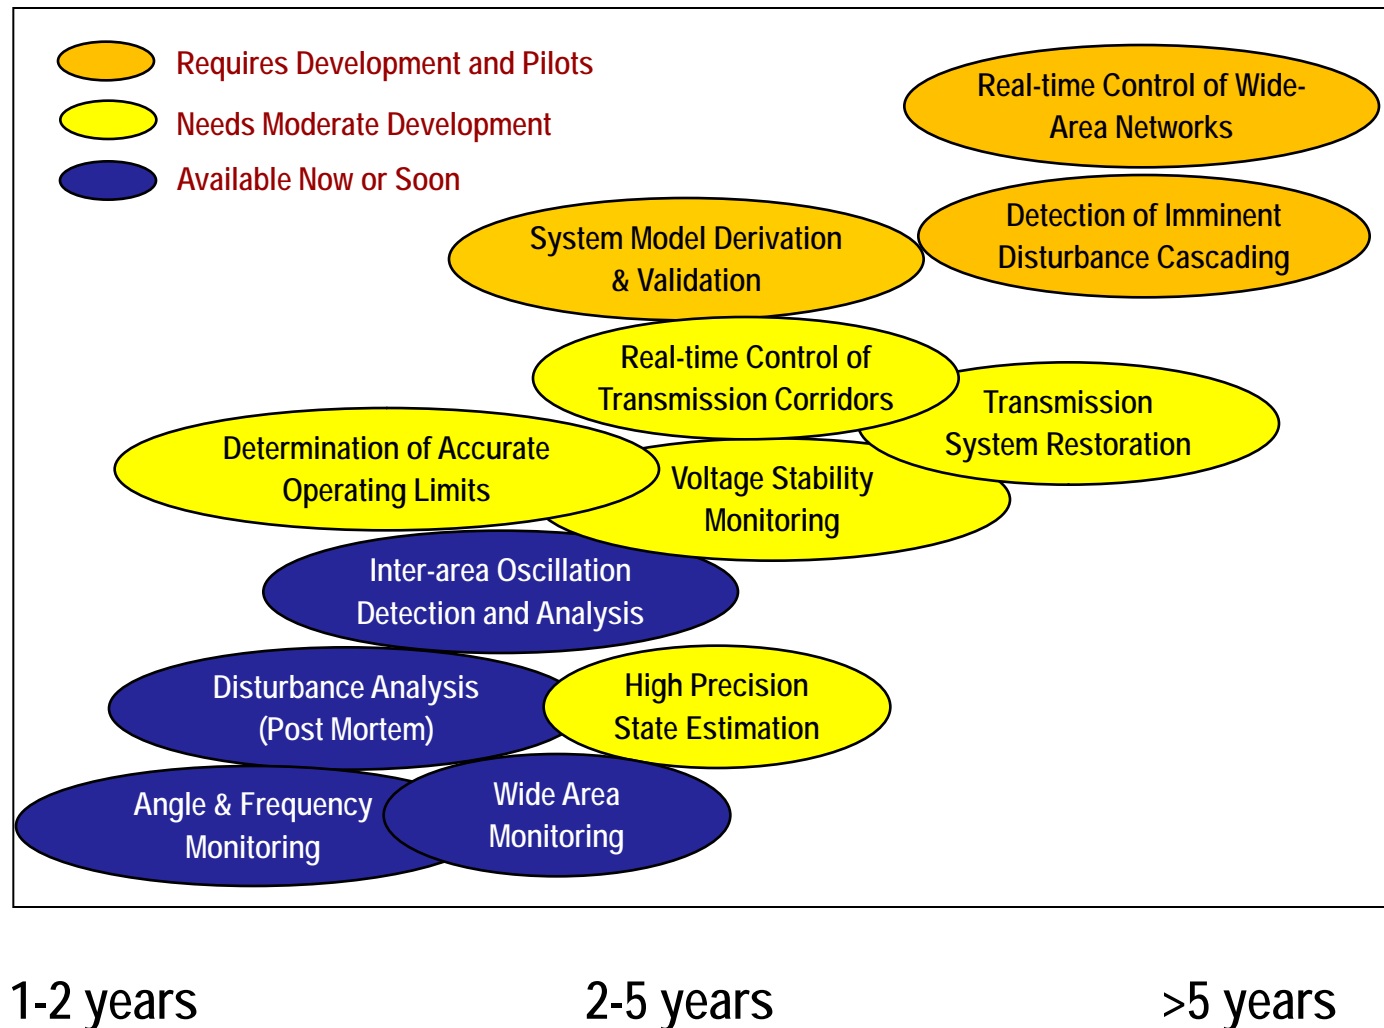 Requires Development and Pilots
Needs Moderate Development
Available Now or Soon
Real-time Control of Wide-
Area Networks
Detection of Imminent
Disturbance Cascading
System Model Derivation
& Validation
Real-time Control of
Transmission Corridors
Transmission
System Restoration
Determination of Accurate
Operating Limits
Voltage Stability
Monitoring
Inter-area Oscillation
Detection and Analysis
Disturbance Analysis
(Post Mortem)
High Precision
State Estimation
Angle & Frequency
Monitoring
Wide Area
Monitoring
1-2 years
2-5 years
>5 years